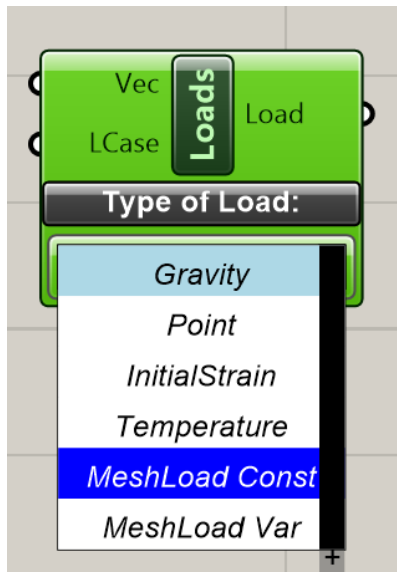 Vec
LCase
Loads
Load
Type of Load:
Gravity
Point
InitialStrain
Temperature
MeshLoad Const
MeshLoad Var
+